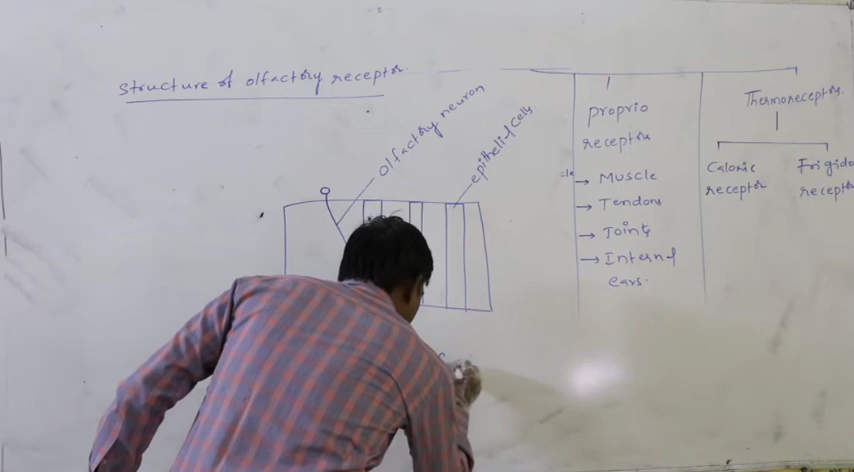 Structure of olfactory receptor.
olfactory neuron
epithelial cells
proprio
receptor
→ Muscle
→ Tendons
→ Joints
→ Internal
ears.
Thermoreceptors.
Caloric
receptor
Frigido
receptor